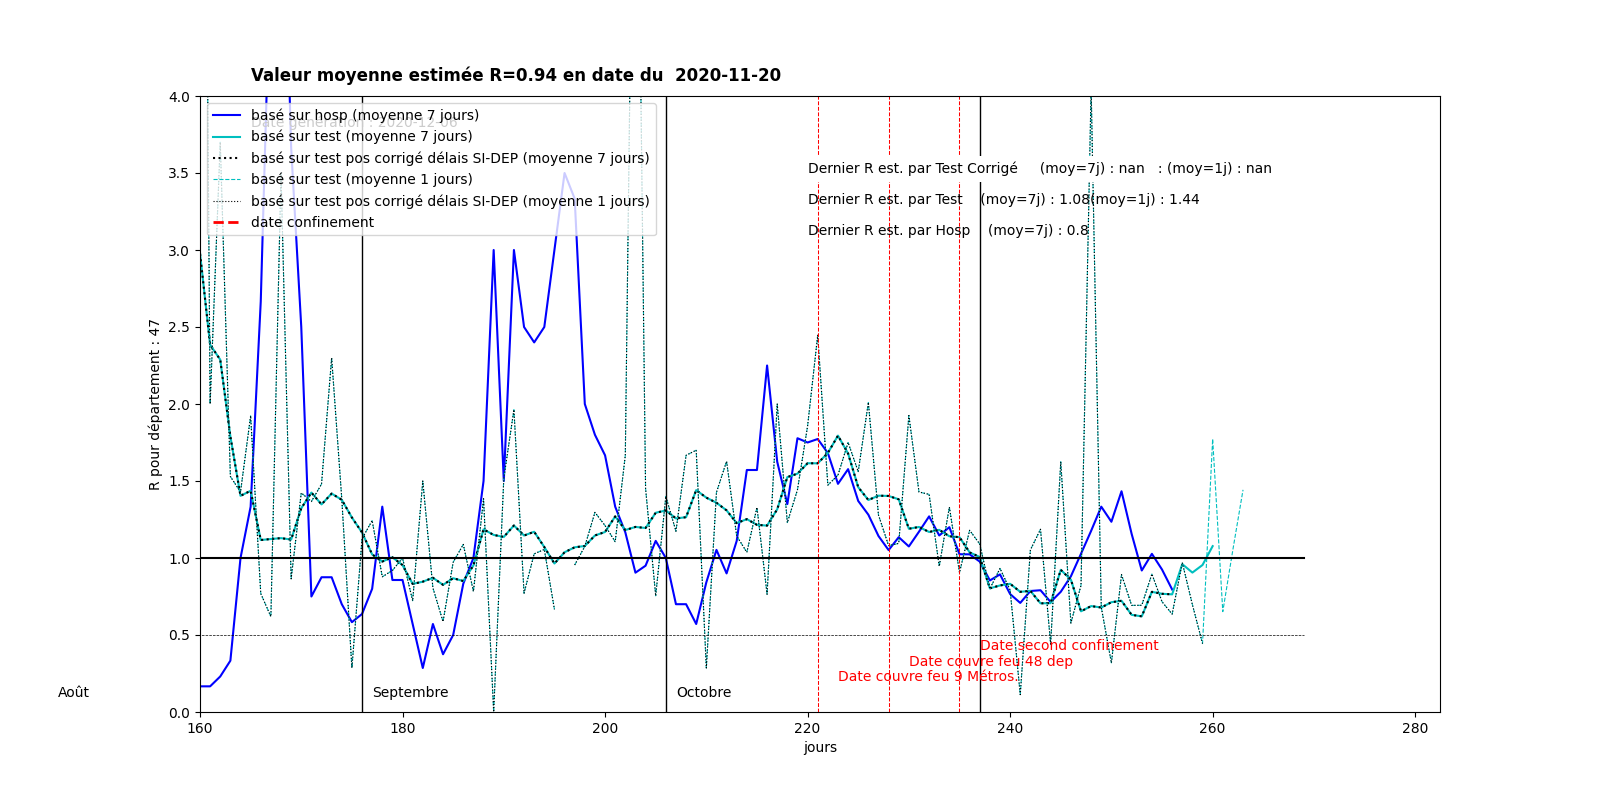 Valeur moyenne estimée R=0.94 en date du  2020-11-20
4.0
3.5
3.0
2.5
2.0
1.5
1.0
0.5
0.0
R pour département : 47
basé sur hosp (moyenne 7 jours)
Date generation : 2020-12-06
basé sur test (moyenne 7 jours)
basé sur test pos corrigé délais SI-DEP (moyenne 7 jours)
basé sur test (moyenne 1 jours)
basé sur test pos corrigé délais SI-DEP (moyenne 1 jours)
date confinement
Dernier R est. par Test Corrigé     (moy=7j) : nan   : (moy=1j) : nan
Dernier R est. par Test    (moy=7j) : 1.08(moy=1j) : 1.44
Dernier R est. par Hosp    (moy=7j) : 0.8
Date second confinement
Date couvre feu 48 dep
Date couvre feu 9 Métros.
Août
Septembre
Octobre
160
180
200
220
240
260
280
jours